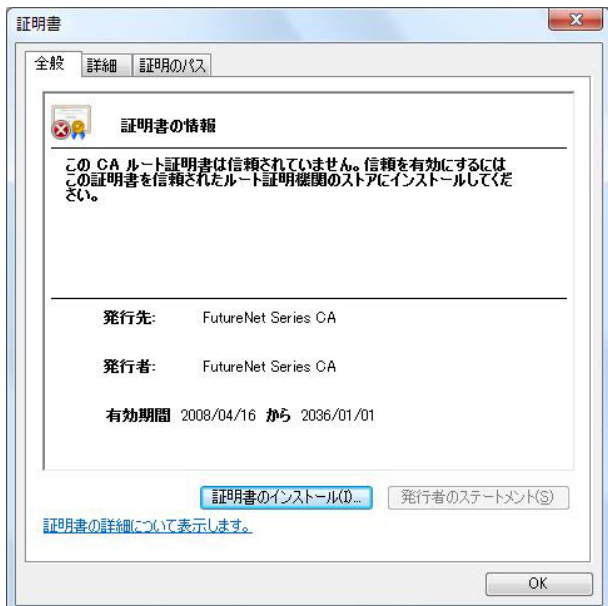 証明書
全般 詳細 証明のパス
証明書の情報
この CA ルート証明書は信頼されていません。信頼を有効にするには
この証明書を信頼されたルート証明機関のストアにインストールしてくだ
さい。
発行先: FutureNet Series CA
発行者: FutureNet Series CA
有効期間 2008/04/16 から 2036/01/01
証明書のインストール(I)... 発行者のステートメント(S)
証明書の詳細について表示します。
OK